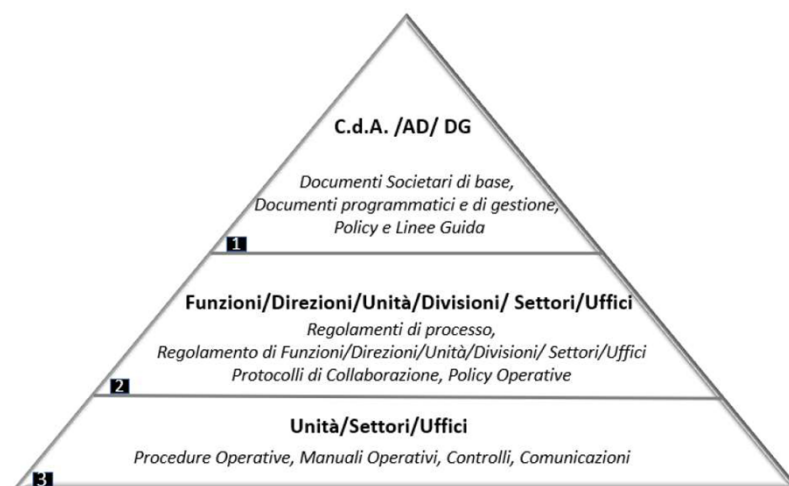 C.d.A. /AD/ DG
Documenti Societari di base,
Documenti programmatici e di gestione,
Policy e Linee Guida
1
Funzioni/Direzioni/Unità/Divisioni/ Settori/Uffici
Regolamenti di processo,
Regolamento di Funzioni/Direzioni/Unità/Divisioni/ Settori/Uffici
Protocolli di Collaborazione, Policy Operative
2
Unità/Settori/Uffici
Procedure Operative, Manuali Operativi, Controlli, Comunicazioni
3